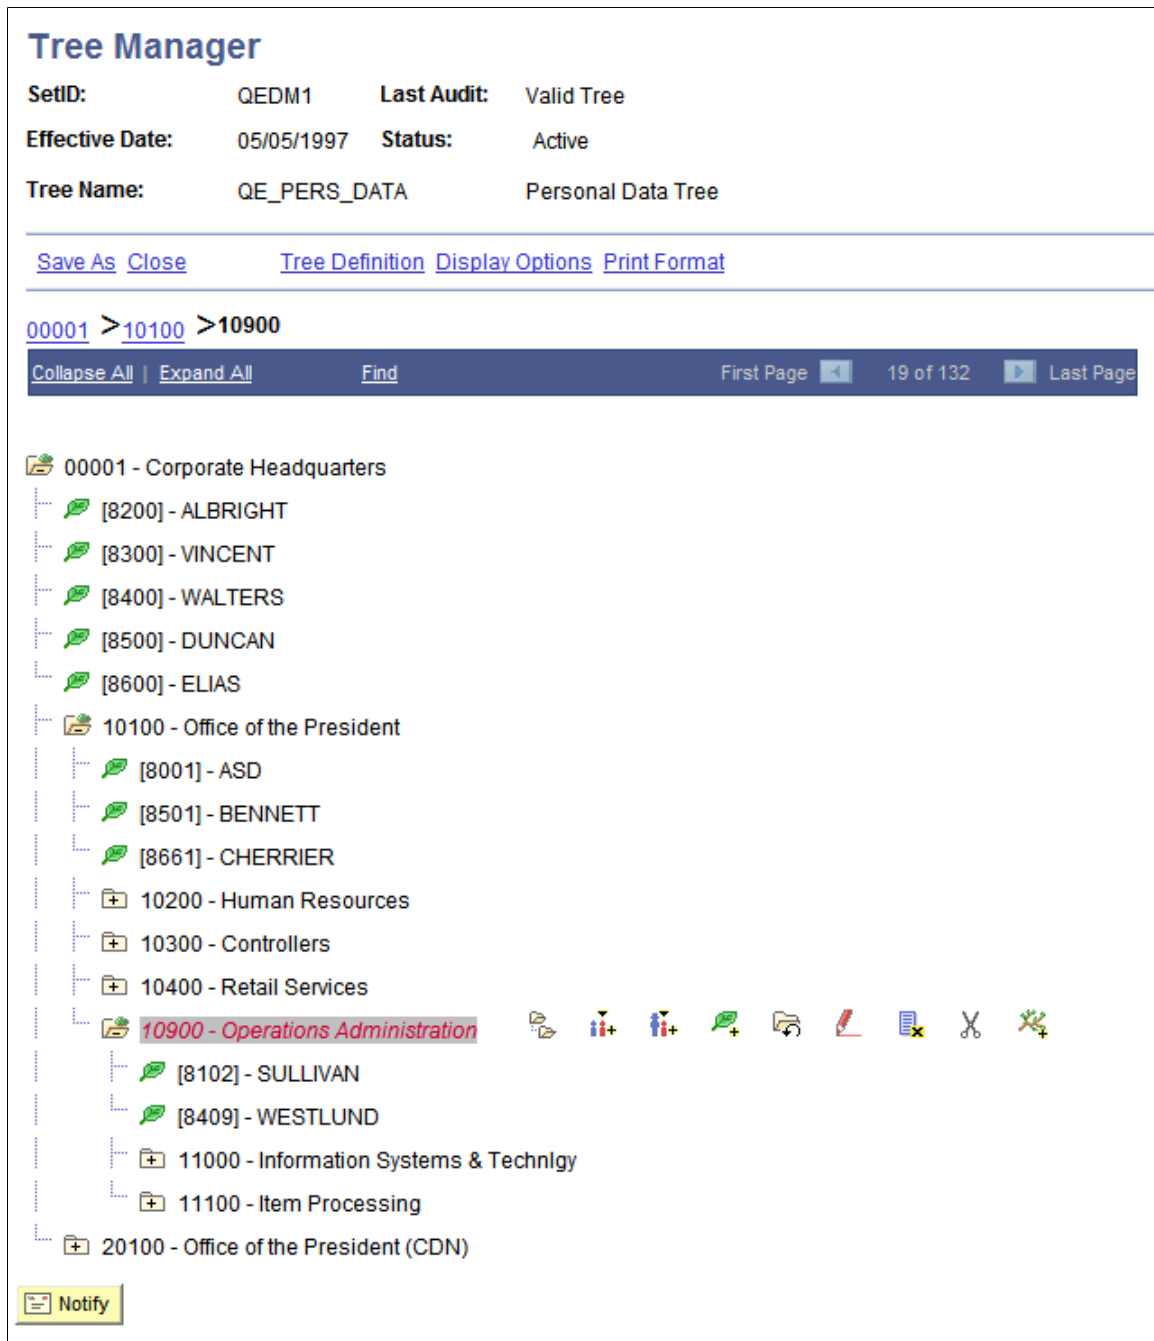 Tree Manager
SetID: QEDM1 Last Audit: Valid Tree
Effective Date: 05/05/1997 Status: Active
Tree Name: QE_PERS_DATA Personal Data Tree
Save As Close Tree Definition Display Options Print Format
00001 >10100 >10900
Collapse All | Expand All Find First Page 19 of 132 Last Page
00001 - Corporate Headquarters
[8200] - ALBRIGHT
[8300] - VINCENT
[8400] - WALTERS
[8500] - DUNCAN
[8600] - ELIAS
10100 - Office of the President
[8001] - ASD
[8501] - BENNETT
[8661] - CHERRIER
10200 - Human Resources
10300 - Controllers
10400 - Retail Services
10900 - Operations Administration
[8102] - SULLIVAN
[8409] - WESTLUND
11000 - Information Systems & Technlgy
11100 - Item Processing
20100 - Office of the President (CDN)
Notify